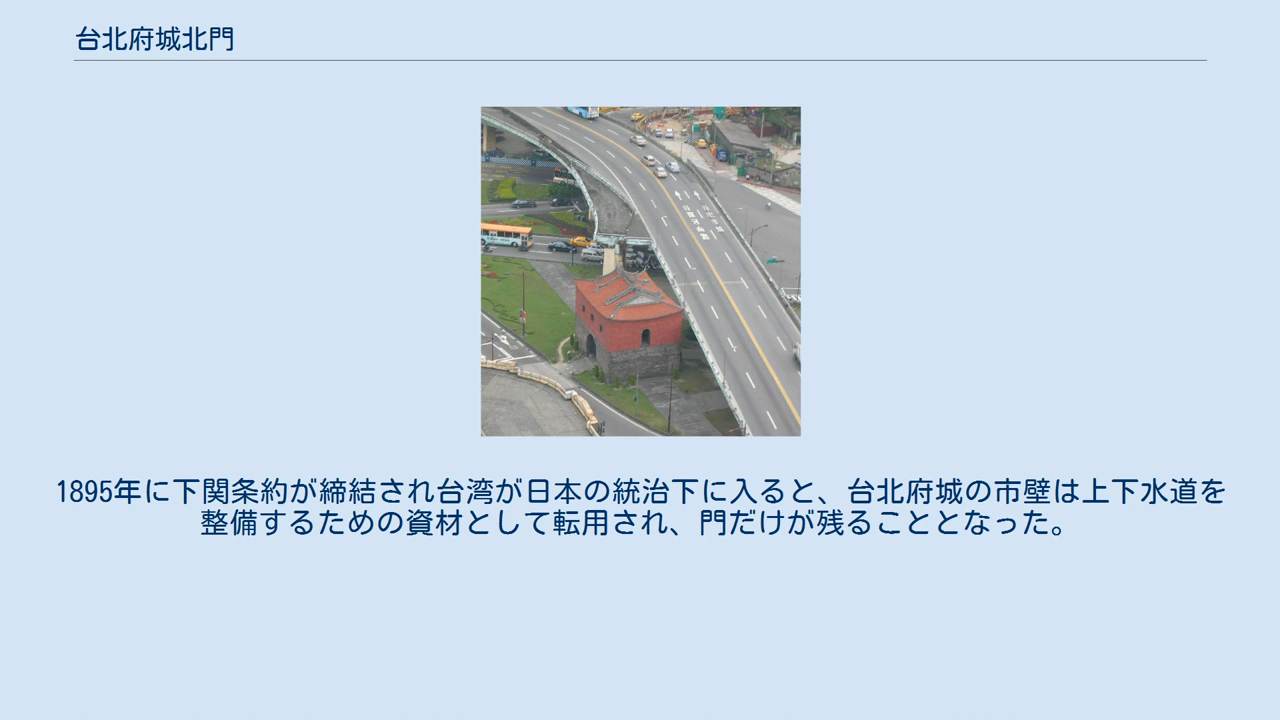 台北府城北門
1895年に下関条約が締結され台湾が日本の統治下に入ると、台北府城の市壁は上下水道を
整備するための資材として転用され、門だけが残ることとなった。